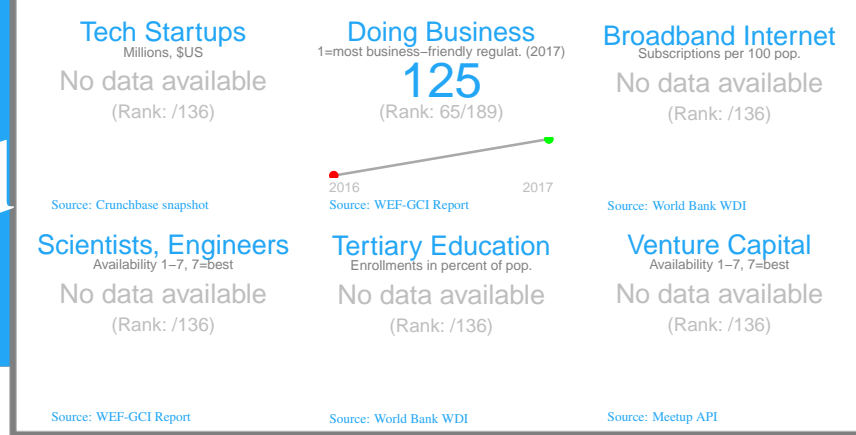 Tech Startups
Millions, $US
No data available
(Rank: /136)
Source: Crunchbase snapshot
Doing Business
1=most business−friendly regulat. (2017)
125
(Rank: 65/189)
2016 2017
Source: WEF-GCI Report
Broadband Internet
Subscriptions per 100 pop.
No data available
(Rank: /136)
Source: World Bank WDI
Scientists, Engineers
Availability 1−7, 7=best
No data available
(Rank: /136)
Source: WEF-GCI Report
Tertiary Education
Enrollments in percent of pop.
No data available
(Rank: /136)
Source: World Bank WDI
Venture Capital
Availability 1−7, 7=best
No data available
(Rank: /136)
Source: Meetup API